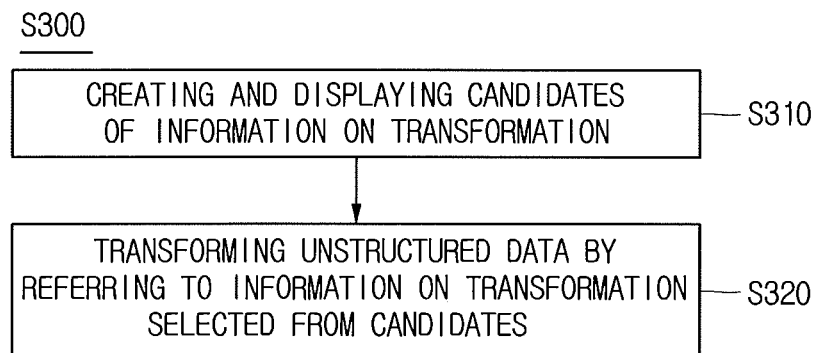 S300
CREATING AND DISPLAYING CANDIDATES
OF INFORMATION ON TRANSFORMATION
S310
TRANSFORMING UNSTRUCTURED DATA BY
REFERRING TO INFORMATION ON TRANSFORMATION
SELECTED FROM CANDIDATES
S320